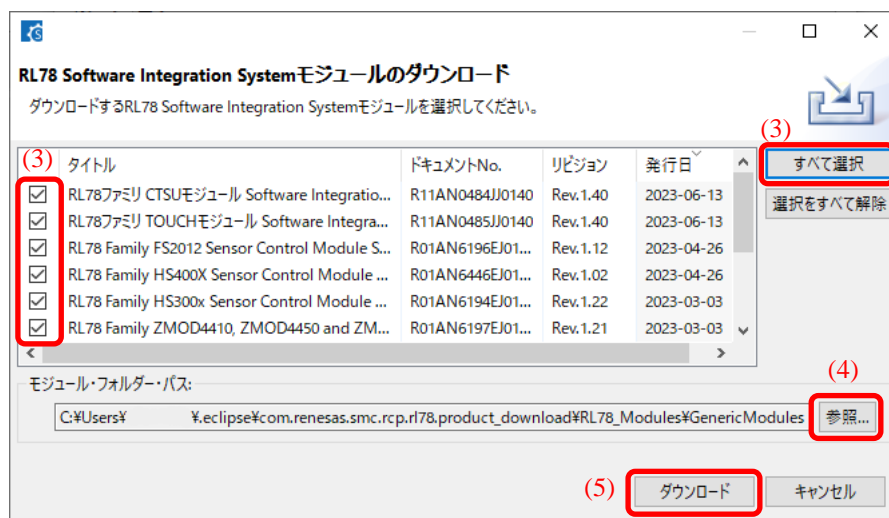 RL78 Software Integration Systemモジュールのダウンロード
ダウンロードするRL78 Software Integration Systemモジュールを選択してください。
(3)
(3) タイトル ドキュメントNo. リビジョン 発行日 すべて選択
RL78ファミリ CTSUモジュール Software Integratio... R11AN0484JJ0140 Rev.1.40 2023-06-13
選択をすべて解除
RL78ファミリ TOUCHモジュール Software Integra... R11AN0485JJ0140 Rev.1.40 2023-06-13
RL78 Family FS2012 Sensor Control Module S... R01AN6196EJ01... Rev.1.12 2023-04-26
RL78 Family HS400X Sensor Control Module ... R01AN6446EJ01... Rev.1.02 2023-04-26
RL78 Family HS300x Sensor Control Module ... R01AN6194EJ01... Rev.1.22 2023-03-03
RL78 Family ZMOD4410, ZMOD4450 and ZM... R01AN6197EJ01... Rev.1.21 2023-03-03
モジュール・フォルダー・パス:
(4)
C:¥Users¥ ¥.eclipse¥com.renesas.smc.rcp.rl78.product_download¥RL78_Modules¥GenericModules 参照...
(5) ダウンロード キャンセル